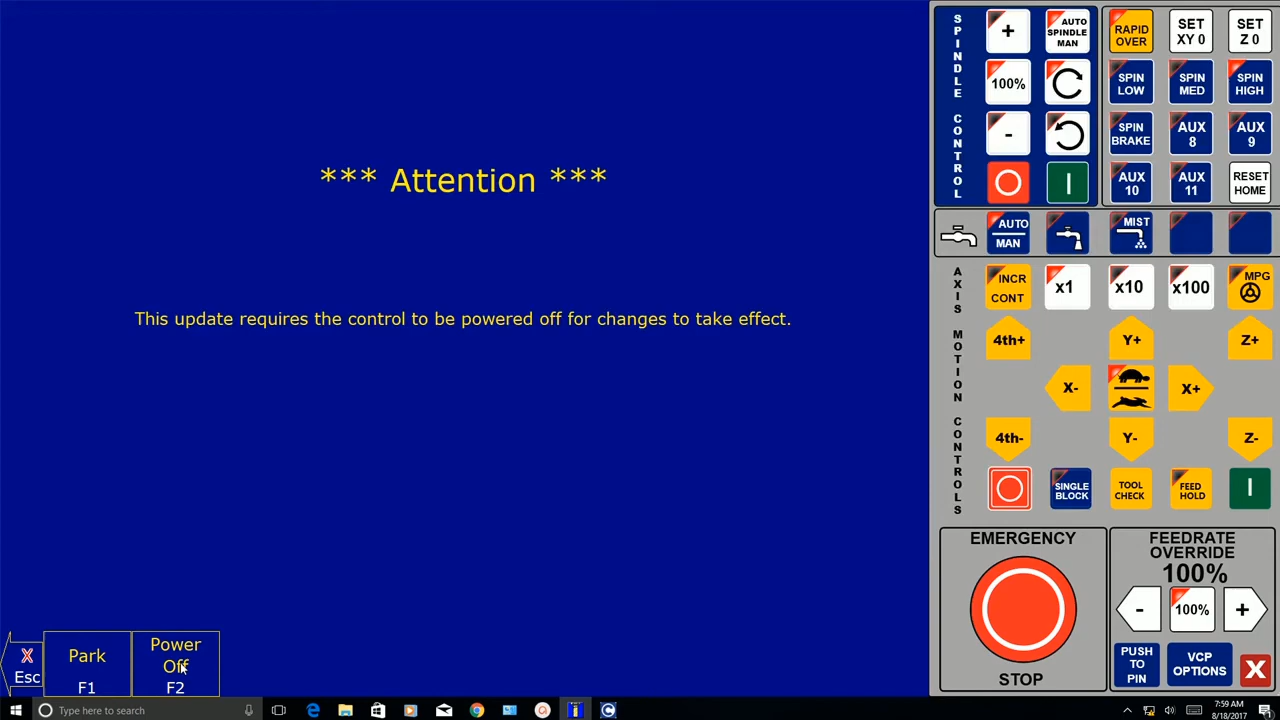 *** Attention ***
This update requires the control to be powered off for changes to take effect.
X
Esc
Park
F1
Power
Off
F2
SPINDLE CONTROL
+
AUTO
SPINDLE
MAN
100%
-
RAPID
OVER
SET
XY 0
SET
Z 0
SPIN
LOW
SPIN
MED
SPIN
HIGH
SPIN
BRAKE
AUX
8
AUX
9
AUX
10
AUX
11
RESET
HOME
AUTO
MAN
MIST
AXIS MOTION CONTROLS
INCR
CONT
x1
x10
x100
MPG
4th+
Y+
Z+
X-
X+
4th-
Y-
Z-
SINGLE
BLOCK
TOOL
CHECK
FEED
HOLD
EMERGENCY
STOP
FEEDRATE
OVERRIDE
100%
-
100%
+
PUSH
TO
PIN
VCP
OPTIONS
X
Type here to search
7:59 AM
8/18/2017